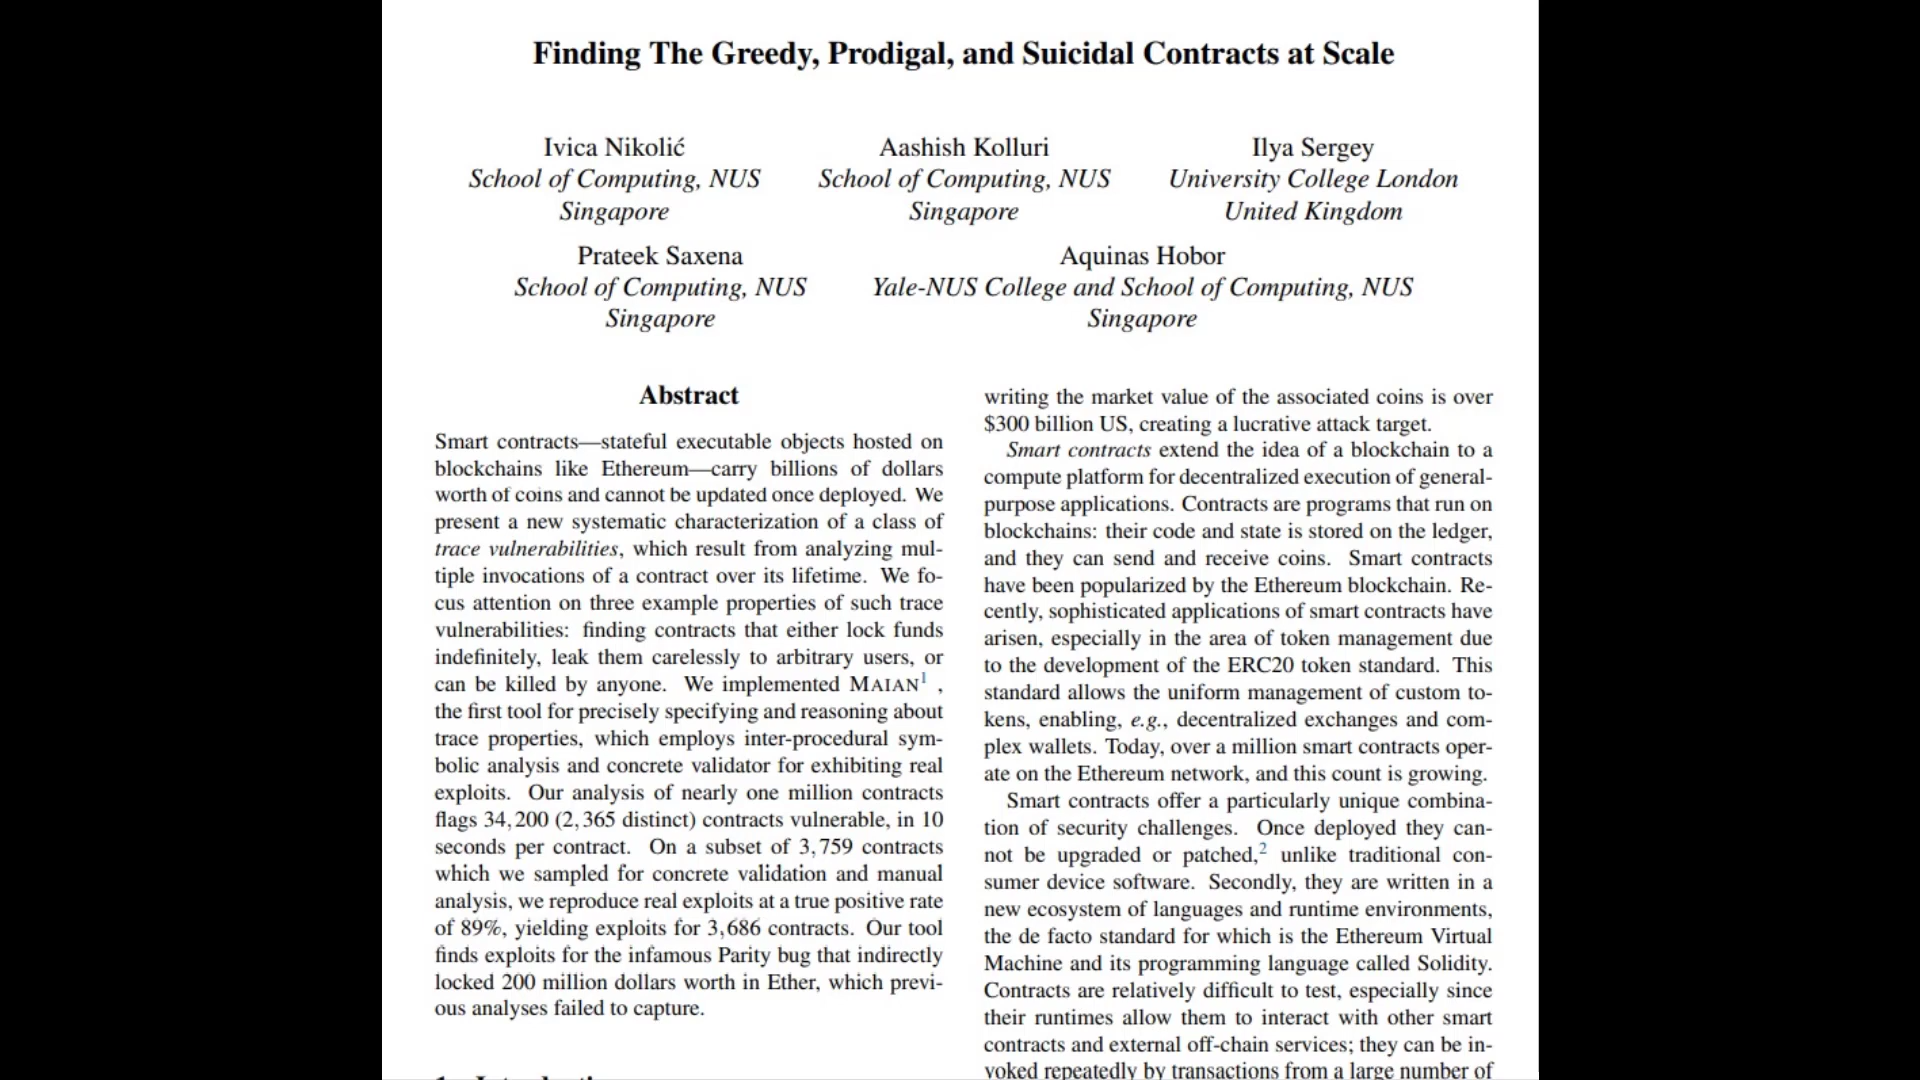 Finding The Greedy, Prodigal, and Suicidal Contracts at Scale
Ivica Nikolić
School of Computing, NUS
Singapore
Aashish Kolluri
School of Computing, NUS
Singapore
Ilya Sergey
University College London
United Kingdom
Prateek Saxena
School of Computing, NUS
Singapore
Aquinas Hobor
Yale-NUS College and School of Computing, NUS
Singapore
Abstract
Smart contracts—stateful executable objects hosted on
blockchains like Ethereum—carry billions of dollars
worth of coins and cannot be updated once deployed. We
present a new systematic characterization of a class of
trace vulnerabilities, which result from analyzing mul-
tiple invocations of a contract over its lifetime. We fo-
cus attention on three example properties of such trace
vulnerabilities: finding contracts that either lock funds
indefinitely, leak them carelessly to arbitrary users, or
can be killed by anyone. We implemented MAIAN1 ,
the first tool for precisely specifying and reasoning about
trace properties, which employs inter-procedural sym-
bolic analysis and concrete validator for exhibiting real
exploits. Our analysis of nearly one million contracts
flags 34,200 (2,365 distinct) contracts vulnerable, in 10
seconds per contract. On a subset of 3,759 contracts
which we sampled for concrete validation and manual
analysis, we reproduce real exploits at a true positive rate
of 89%, yielding exploits for 3,686 contracts. Our tool
finds exploits for the infamous Parity bug that indirectly
locked 200 million dollars worth in Ether, which previ-
ous analyses failed to capture.
writing the market value of the associated coins is over
$300 billion US, creating a lucrative attack target.
Smart contracts extend the idea of a blockchain to a
compute platform for decentralized execution of general-
purpose applications. Contracts are programs that run on
blockchains: their code and state is stored on the ledger,
and they can send and receive coins. Smart contracts
have been popularized by the Ethereum blockchain. Re-
cently, sophisticated applications of smart contracts have
arisen, especially in the area of token management due
to the development of the ERC20 token standard. This
standard allows the uniform management of custom to-
kens, enabling, e.g., decentralized exchanges and com-
plex wallets. Today, over a million smart contracts oper-
ate on the Ethereum network, and this count is growing.
Smart contracts offer a particularly unique combina-
tion of security challenges. Once deployed they can-
not be upgraded or patched,2 unlike traditional con-
sumer device software. Secondly, they are written in a
new ecosystem of languages and runtime environments,
the de facto standard for which is the Ethereum Virtual
Machine and its programming language called Solidity.
Contracts are relatively difficult to test, especially since
their runtimes allow them to interact with other smart
contracts and external off-chain services; they can be in-
voked repeatedly by transactions from a large number of